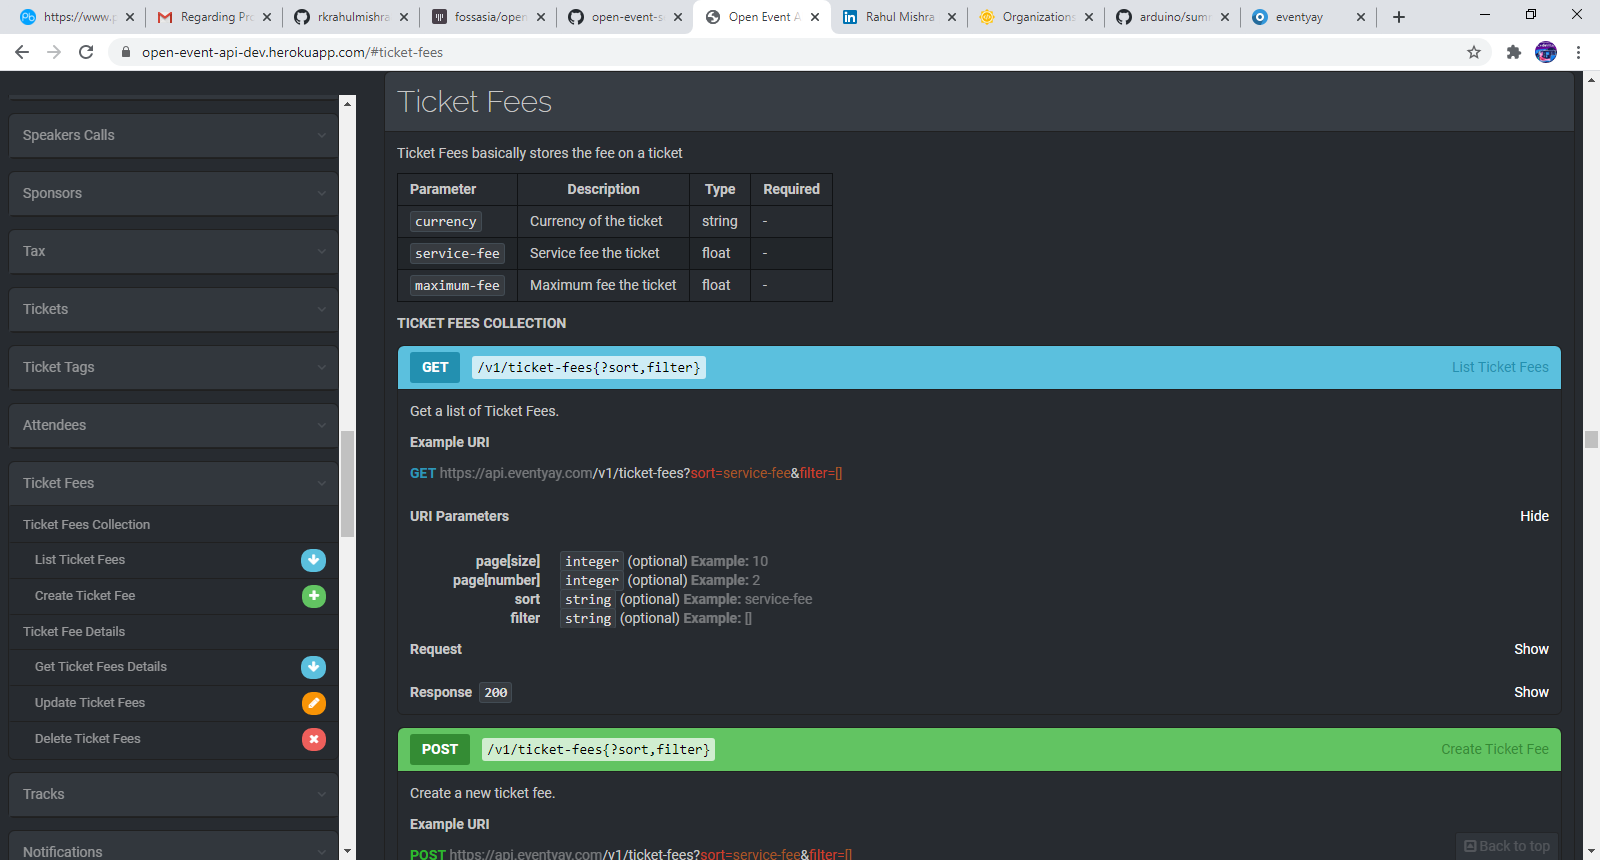 https://www.p
Regarding Pro
rkrahulmishra
fossasia/open
open-event-s
Open Event A
Rahul Mishra
Organizations
arduino/sum
eventyay
open-event-api-dev.herokuapp.com/#ticket-fees
Speakers Calls
Sponsors
Tax
Tickets
Ticket Tags
Attendees
Ticket Fees
Ticket Fees Collection
List Ticket Fees
Create Ticket Fee
Ticket Fee Details
Get Ticket Fees Details
Update Ticket Fees
Delete Ticket Fees
Tracks
Notifications
Ticket Fees
Ticket Fees basically stores the fee on a ticket
Parameter Description Type Required
currency Currency of the ticket string -
service-fee Service fee the ticket float -
maximum-fee Maximum fee the ticket float -
TICKET FEES COLLECTION
GET /v1/ticket-fees{?sort,filter} List Ticket Fees
Get a list of Ticket Fees.
Example URI
GET https://api.eventyay.com/v1/ticket-fees?sort=service-fee&filter=[]
URI Parameters Hide
page[size] integer (optional) Example: 10
page[number] integer (optional) Example: 2
sort string (optional) Example: service-fee
filter string (optional) Example: []
Request Show
Response 200 Show
POST /v1/ticket-fees{?sort,filter} Create Ticket Fee
Create a new ticket fee.
Example URI
POST https://api.eventyay.com/v1/ticket-fees?sort=service-fee&filter=[]
Back to top